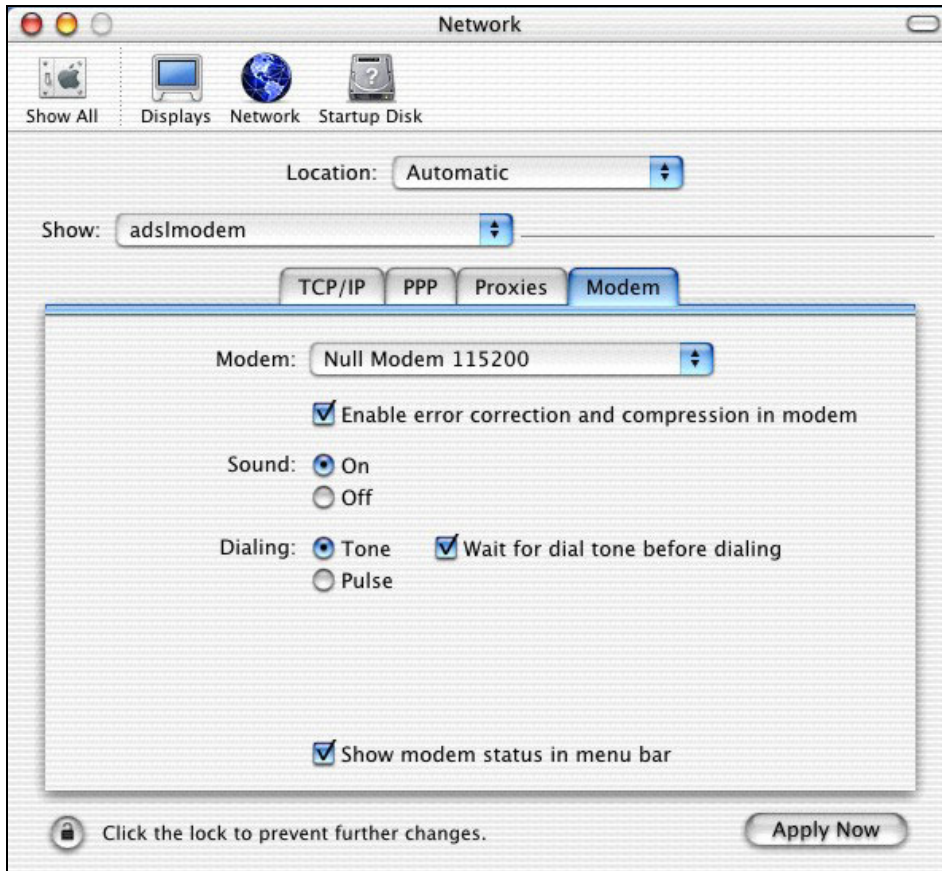 Network
Show All Displays Network Startup Disk
Location: Automatic
Show: adslmodem
TCP/IP PPP Proxies Modem
Modem: Null Modem 115200
Enable error correction and compression in modem
Sound: On
Off
Dialing: Tone Wait for dial tone before dialing
Pulse
Show modem status in menu bar
Click the lock to prevent further changes. Apply Now